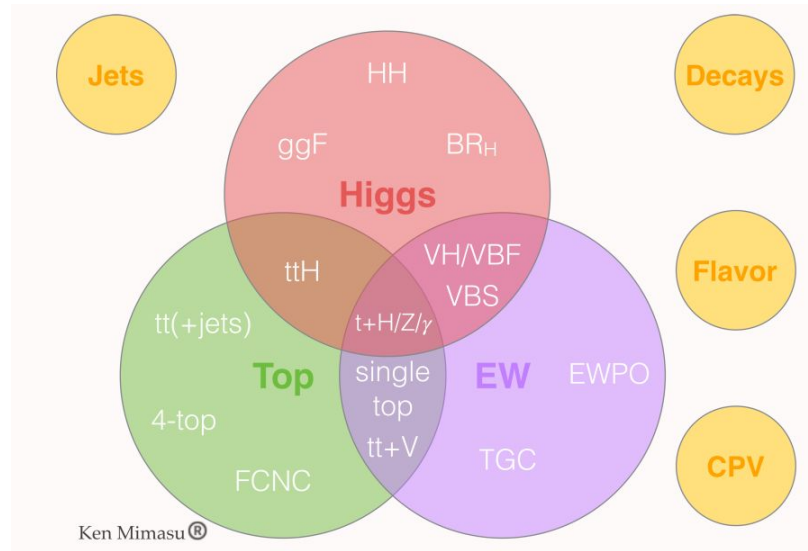 HH
Jets
Decays
ggF
BRH
Higgs
VH/VBF
ttH
Flavor
VBS
tt(+jets)
t+H/Z/γ
Top
single
top
EW
EWPO
4-top
tt+V
TGC
CPV
FCNC
Ken Mimasu®